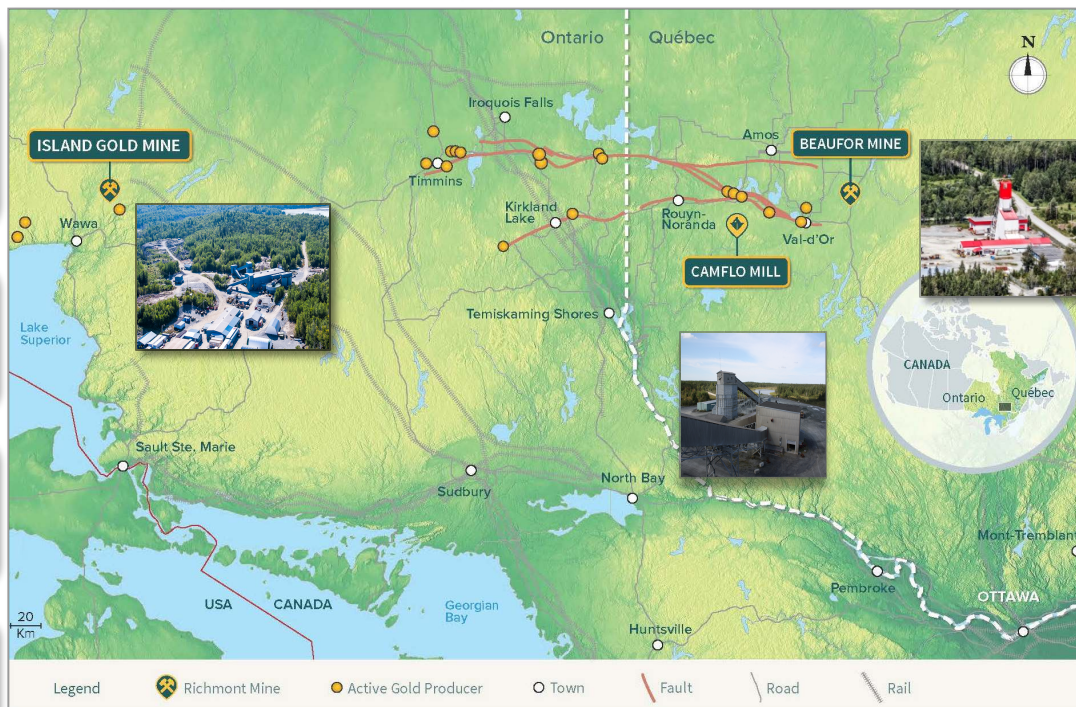 Ontario
Québec
N
Iroquois Falls
Amos
ISLAND GOLD MINE
BEAUFOR MINE
Timmins
Wawa
Kirkland
Lake
Rouyn-
Noranda
Val-d'Or
CAMFLO MILL
Temiskaming Shores
Lake
Superior
CANADA
Ontario
Québec
Sault Ste. Marie
Sudbury
North Bay
Mont-Tremblant
Pembroke
USA
CANADA
Georgian
Bay
OTTAWA
20
Km
Huntsville
Legend
Richmont Mine
Active Gold Producer
Town
Fault
Road
Rail